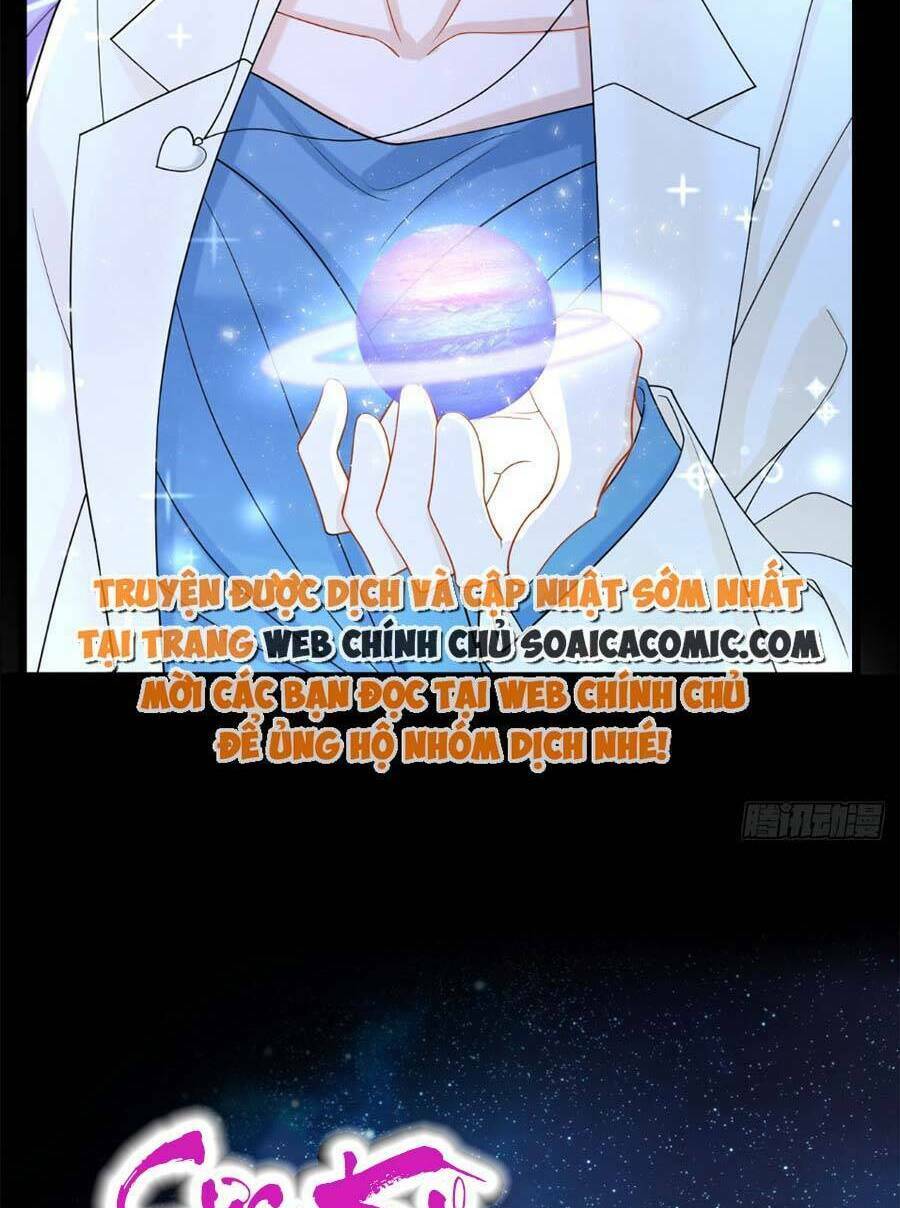 TRUYỆN ĐƯỢC DỊCH VÀ CẬP NHẬT SỚM NHẤT
TẠI TRANG WEB CHÍNH CHỦ SOAICACOMIC.COM
MỜI CÁC BẠN ĐỌC TẠI WEB CHÍNH CHỦ
ĐỂ ỦNG HỘ NHÓM DỊCH NHÉ!
腾讯动漫